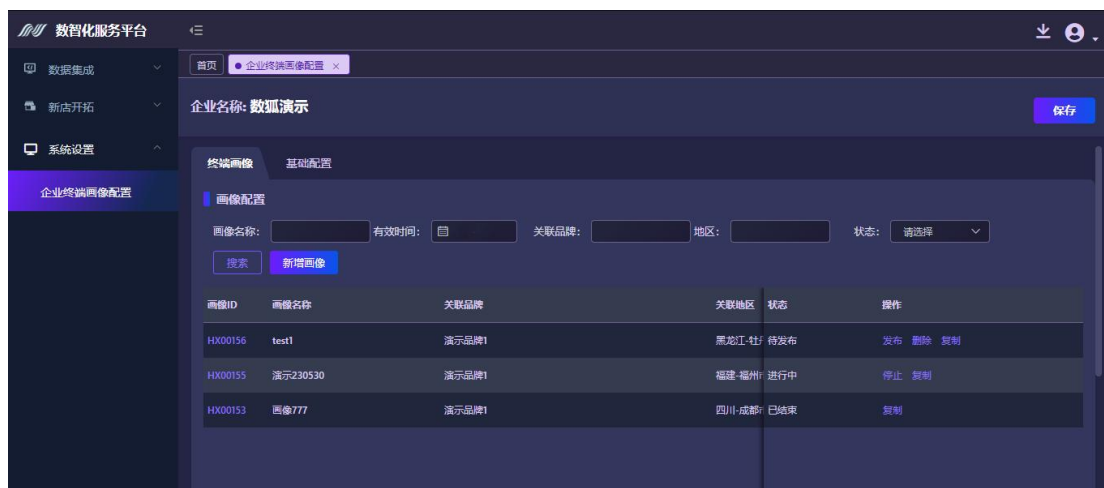 数智化服务平台
数据集成
新店开拓
系统设置
企业终端画像配置
首页 企业终端画像配置 ×
企业名称: 数狐演示 保存
终端画像 基础配置
画像配置
画像名称: 有效时间: 关联品牌: 地区: 状态: 请选择
搜索 新增画像
画像ID 画像名称 关联品牌 关联地区 状态 操作
HX00156 test1 演示品牌1 黑龙江-牡 待发布 发布 删除 复制
HX00155 演示230530 演示品牌1 福建-福州 进行中 停止 复制
HX00153 画像777 演示品牌1 四川-成都 已结束 复制